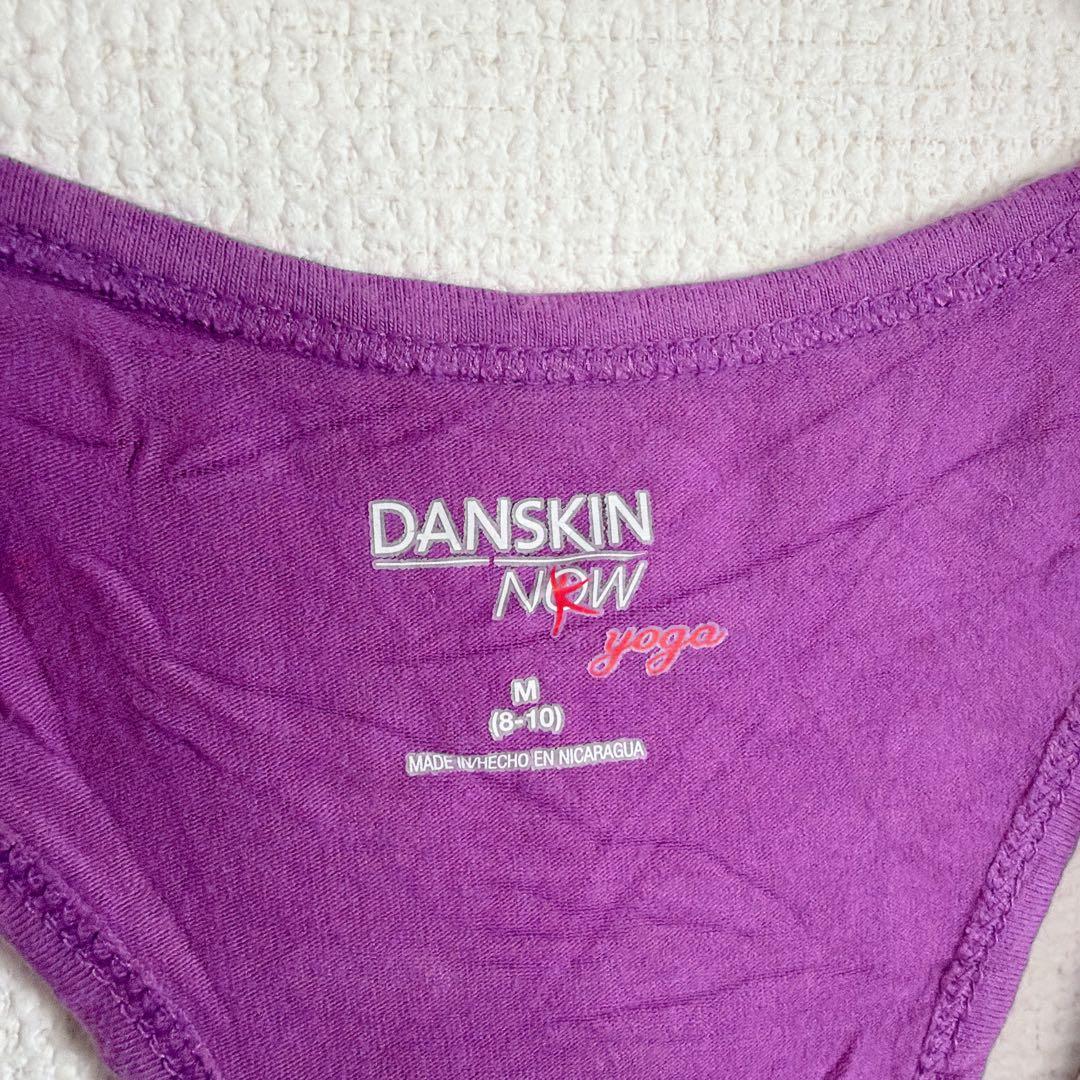 DANSKIN
NOW
yoga
M
(8-10)
MADE IN/HECHO EN NICARAGUA